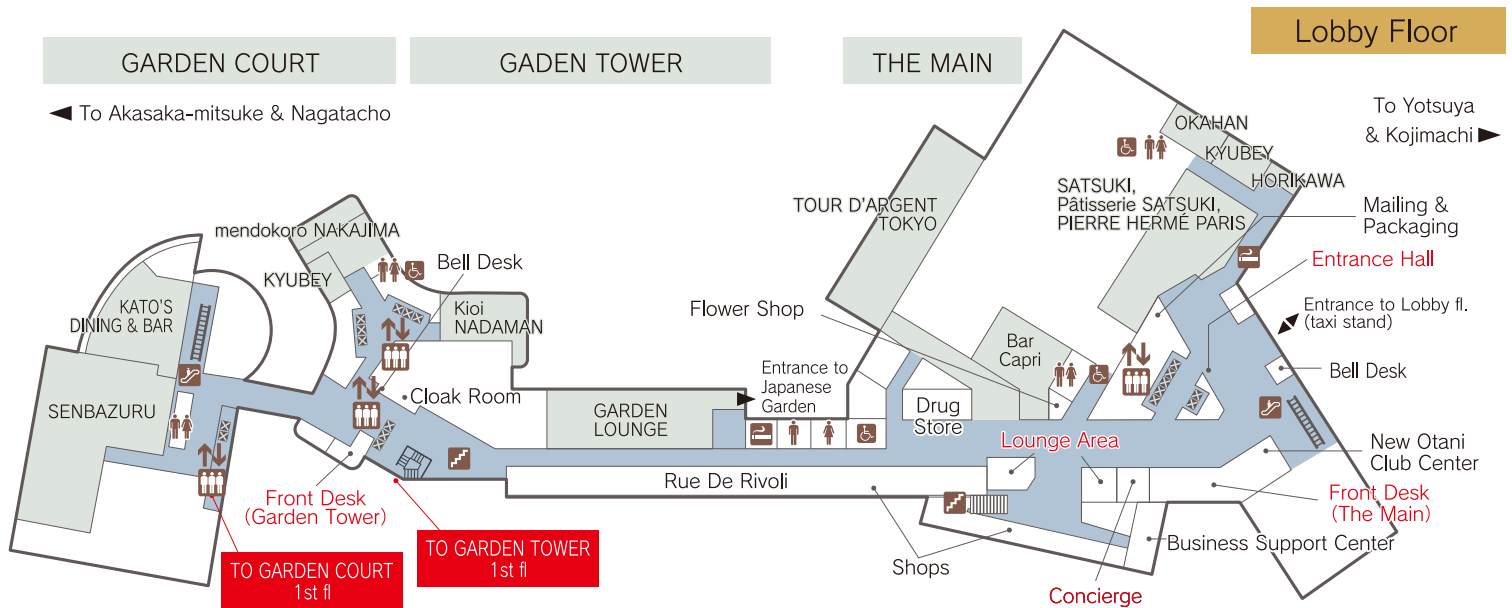 Lobby Floor
GARDEN COURT
GADEN TOWER
THE MAIN
◀ To Akasaka-mitsuke & Nagatacho
To Yotsuya
& Kojimachi ▶
OKAHAN
KYUBEY
HORIKAWA
SATSUKI,
Pâtisserie SATSUKI,
PIERRE HERMÉ PARIS
TOUR D'ARGENT
TOKYO
Mailing &
Packaging
Entrance Hall
mendokoro NAKAJIMA
KYUBEY
Bell Desk
KATO'S
DINING & BAR
Kioi
NADAMAN
Flower Shop
Entrance to Lobby fl.
(taxi stand)
Bar
Capri
Bell Desk
Entrance to
Japanese
Garden
Cloak Room
SENBAZURU
GARDEN
LOUNGE
Drug
Store
Lounge Area
New Otani
Club Center
Rue De Rivoli
Front Desk
(Garden Tower)
Front Desk
(The Main)
Business Support Center
TO GARDEN TOWER
1st fl
TO GARDEN COURT
1st fl
Shops
Concierge